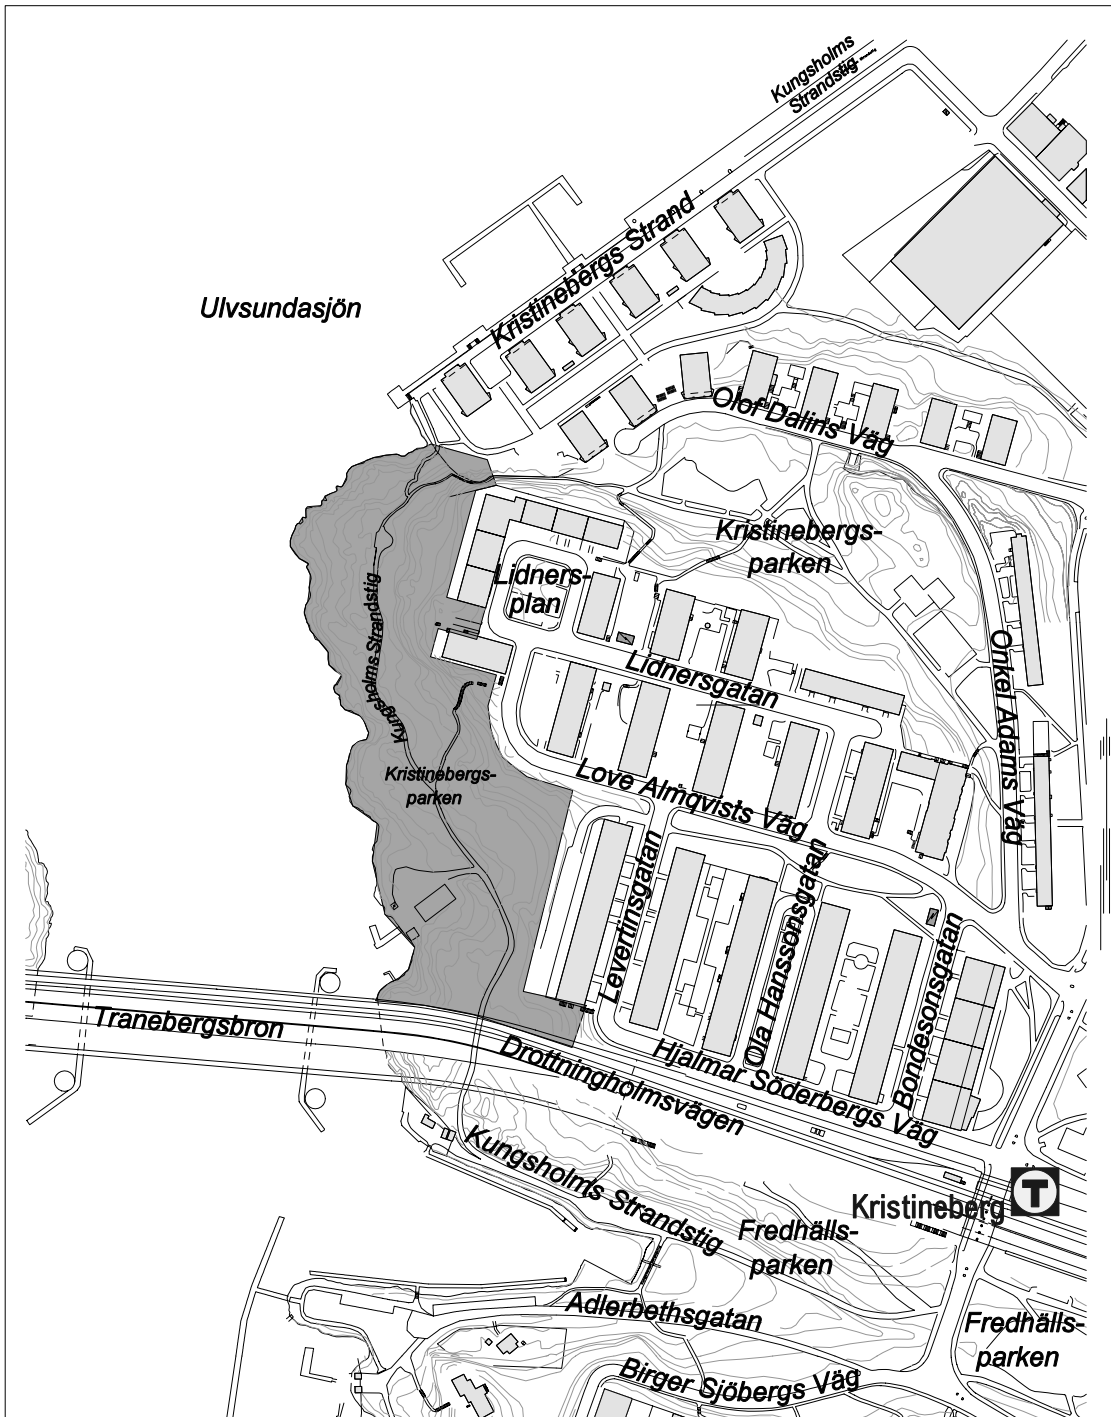 Kungsholms
Strandstig
Kristinebergs Strand
Ulvsundasjön
Olof Dalins Väg
Kristinebergs-
parken
Lidners-
plan
Kungsholms Strandstig
Lidnersgatan
Onkel Adams Väg
Kristinebergs-
parken
Love Almqvists Väg
Levertinsgatan
Ola Hanssonsgatan
Bondesonsgatan
Tranebergsbron
Drottningholmsvägen
Hjalmar Söderbergs Väg
Kungsholms Strandstig
Kristineberg T
Fredhälls-
parken
Adlerbethsgatan
Fredhälls-
parken
Birger Sjöbergs Väg